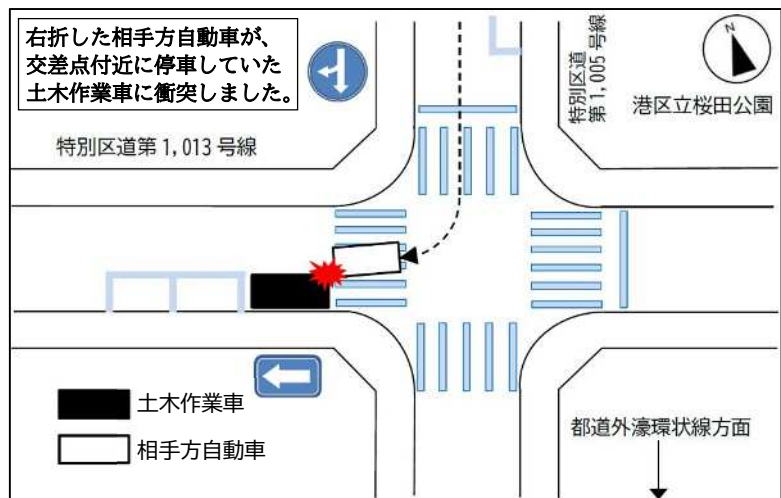 右折した相手方自動車が、
交差点付近に停車していた
土木作業車に衝突しました。
特別区道
第1,005号線
N
港区立桜田公園
特別区道第1,013号線
土木作業車
相手方自動車
都道外濠環状線方面